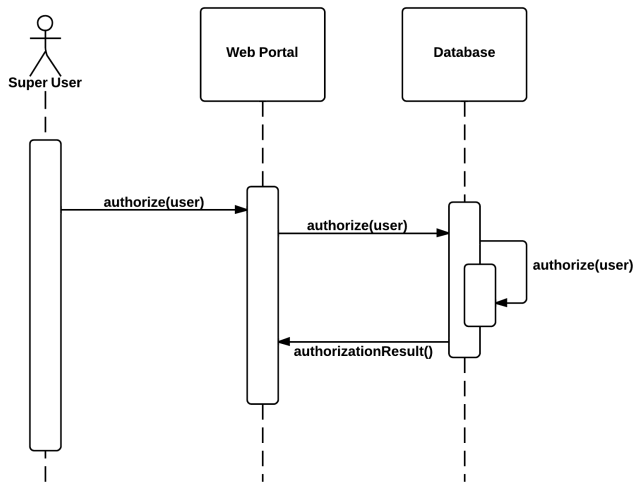 Super User
Web Portal
Database
authorize(user)
authorize(user)
authorize(user)
authorizationResult()